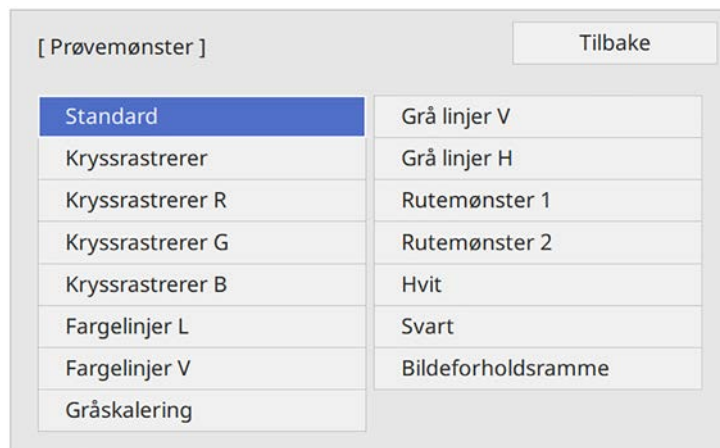 [ Prøvemønster ]
Tilbake
Standard
Kryssrastrerer
Kryssrastrerer R
Kryssrastrerer G
Kryssrastrerer B
Fargelinjer L
Fargelinjer V
Gråskalering
Grå linjer V
Grå linjer H
Rutemønster 1
Rutemønster 2
Hvit
Svart
Bildeforholdsramme